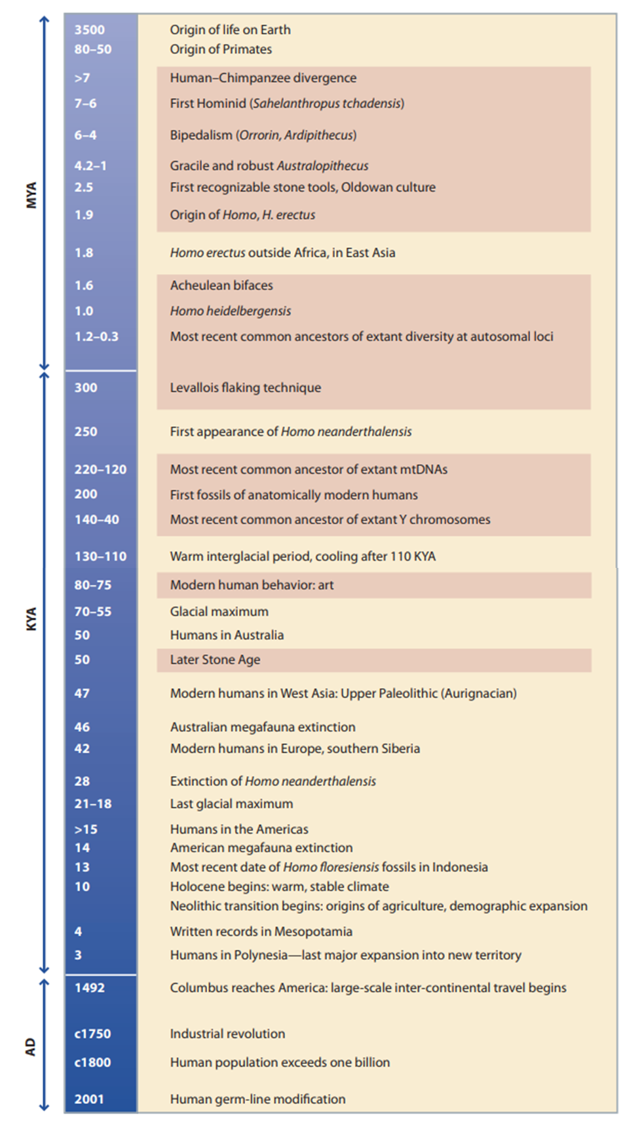 MYA
3500 Origin of life on Earth
80–50 Origin of Primates
>7 Human–Chimpanzee divergence
7–6 First Hominid (Sahelanthropus tchadensis)
6–4 Bipedalism (Orrorin, Ardipithecus)
4.2–1 Gracile and robust Australopithecus
2.5 First recognizable stone tools, Oldowan culture
1.9 Origin of Homo, H. erectus
1.8 Homo erectus outside Africa, in East Asia
1.6 Acheulean bifaces
1.0 Homo heidelbergensis
1.2–0.3 Most recent common ancestors of extant diversity at autosomal loci
KYA
300 Levallois flaking technique
250 First appearance of Homo neanderthalensis
220–120 Most recent common ancestor of extant mtDNAs
200 First fossils of anatomically modern humans
140–40 Most recent common ancestor of extant Y chromosomes
130–110 Warm interglacial period, cooling after 110 KYA
80–75 Modern human behavior: art
70–55 Glacial maximum
50 Humans in Australia
50 Later Stone Age
47 Modern humans in West Asia: Upper Paleolithic (Aurignacian)
46 Australian megafauna extinction
42 Modern humans in Europe, southern Siberia
28 Extinction of Homo neanderthalensis
21–18 Last glacial maximum
>15 Humans in the Americas
14 American megafauna extinction
13 Most recent date of Homo floresiensis fossils in Indonesia
10 Holocene begins: warm, stable climate
Neolithic transition begins: origins of agriculture, demographic expansion
4 Written records in Mesopotamia
3 Humans in Polynesia—last major expansion into new territory
AD
1492 Columbus reaches America: large-scale inter-continental travel begins
c1750 Industrial revolution
c1800 Human population exceeds one billion
2001 Human germ-line modification